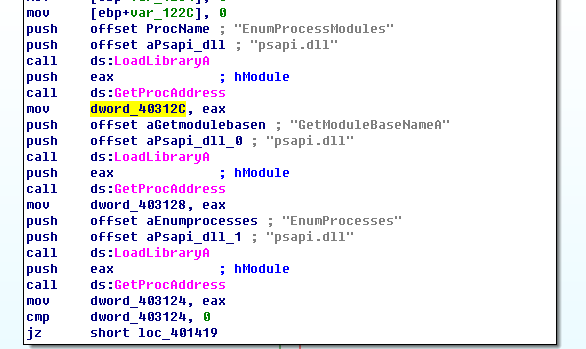 mov [ebp+var_122C], 0
push offset ProcName ; "EnumProcessModules"
push offset aPsapi_dll ; "psapi.dll"
call ds:LoadLibraryA
push eax ; hModule
call ds:GetProcAddress
mov dword_40312C, eax
push offset aGetmodulebasen ; "GetModuleBaseNameA"
push offset aPsapi_dll_0 ; "psapi.dll"
call ds:LoadLibraryA
push eax ; hModule
call ds:GetProcAddress
mov dword_403128, eax
push offset aEnumprocesses ; "EnumProcesses"
push offset aPsapi_dll_1 ; "psapi.dll"
call ds:LoadLibraryA
push eax ; hModule
call ds:GetProcAddress
mov dword_403124, eax
cmp dword_403124, 0
jz short loc_401419